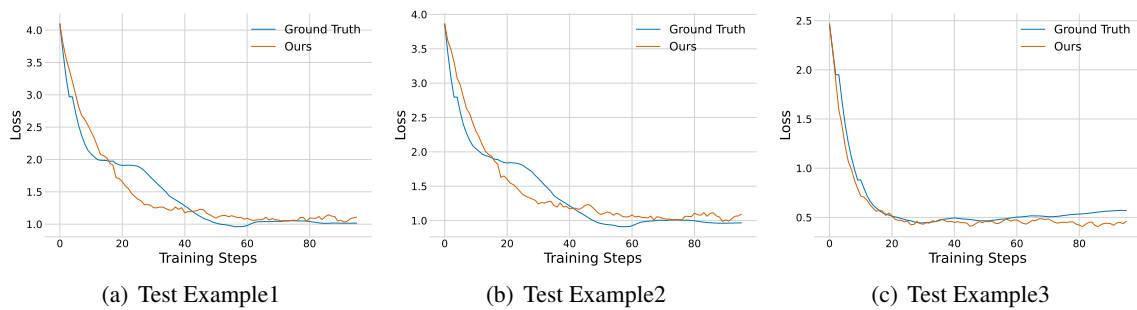 4.0
3.5
3.0
2.5
2.0
1.5
1.0
Loss
0 20 40 60 80
Training Steps
Ground Truth
Ours
(a) Test Example1
4.0
3.5
3.0
2.5
2.0
1.5
1.0
Loss
0 20 40 60 80
Training Steps
Ground Truth
Ours
(b) Test Example2
2.5
2.0
1.5
1.0
0.5
Loss
0 20 40 60 80
Training Steps
Ground Truth
Ours
(c) Test Example3